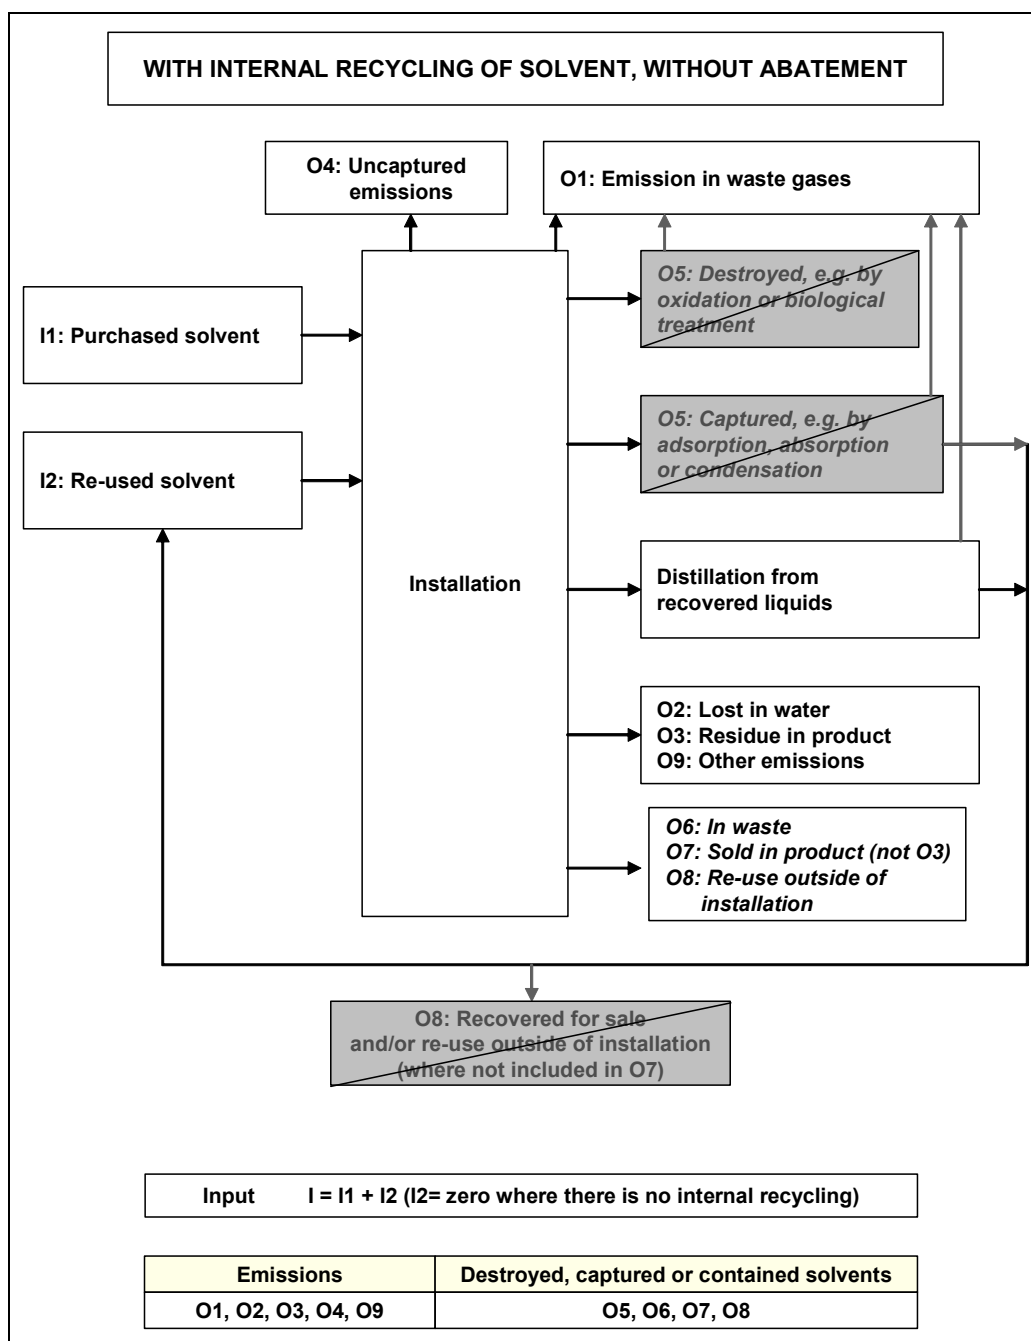 WITH INTERNAL RECYCLING OF SOLVENT, WITHOUT ABATEMENT
O4: Uncaptured
emissions
O1: Emission in waste gases
I1: Purchased solvent
I2: Re-used solvent
Installation
O5: Destroyed, e.g. by
oxidation or biological
treatment
O5: Captured, e.g. by
adsorption, absorption
or condensation
Distillation from
recovered liquids
O2: Lost in water
O3: Residue in product
O9: Other emissions
O6: In waste
O7: Sold in product (not O3)
O8: Re-use outside of
installation
O8: Recovered for sale
and/or re-use outside of installation
(where not included in O7)
Input I = I1 + I2 (I2= zero where there is no internal recycling)
Emissions Destroyed, captured or contained solvents
O1, O2, O3, O4, O9 O5, O6, O7, O8